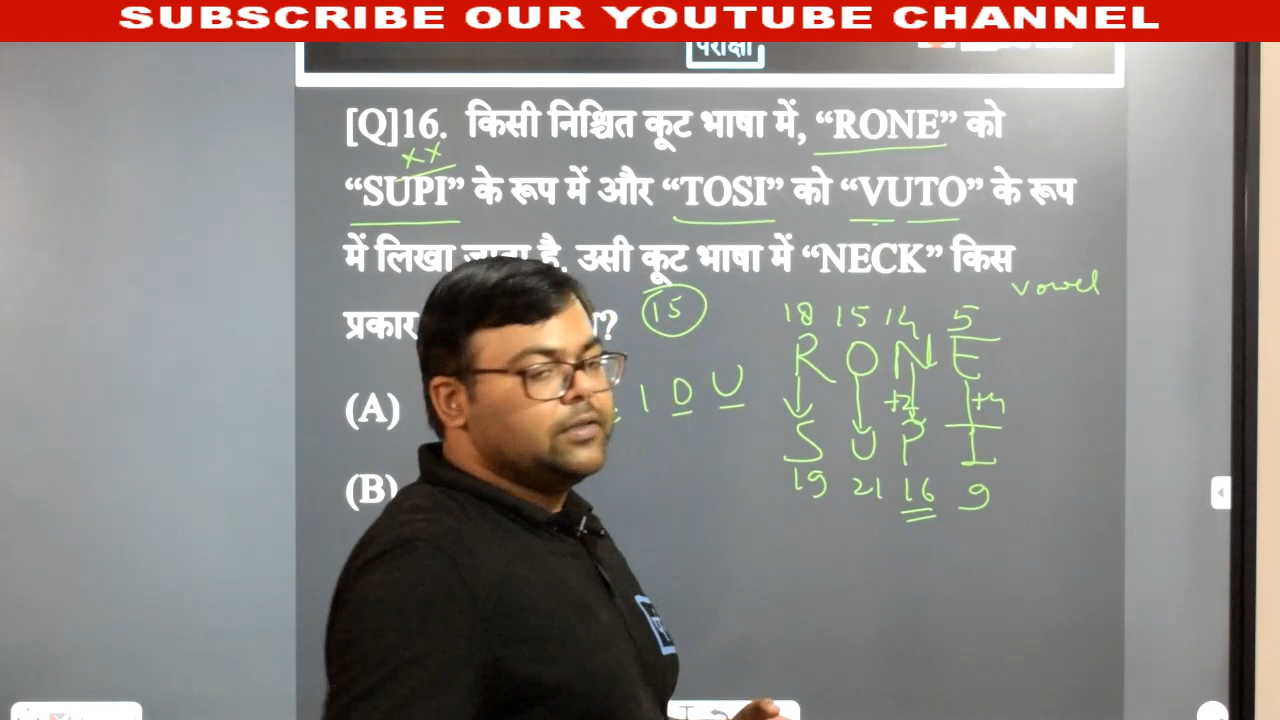 SUBSCRIBE OUR YOUTUBE CHANNEL
परीक्षा
[Q]16. किसी निश्चित कूट भाषा में, “RONE” को
xx
“SUPI” के रूप में और “TOSI” को “VUTO” के रूप
में लिखा जाता है. उसी कूट भाषा में “NECK” किस
vowel
प्रकार
15
18 15 14 5
R O N E
(A)
I O U
+2 +4
S U P I
(B)
19 21 16 9